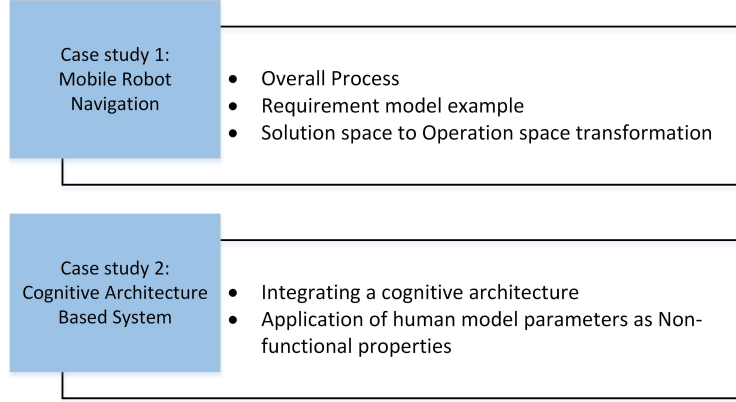 Case study 1:
Mobile Robot
Navigation
• Overall Process
• Requirement model example
• Solution space to Operation space transformation
Case study 2:
Cognitive Architecture
Based System
• Integrating a cognitive architecture
• Application of human model parameters as Non-
functional properties